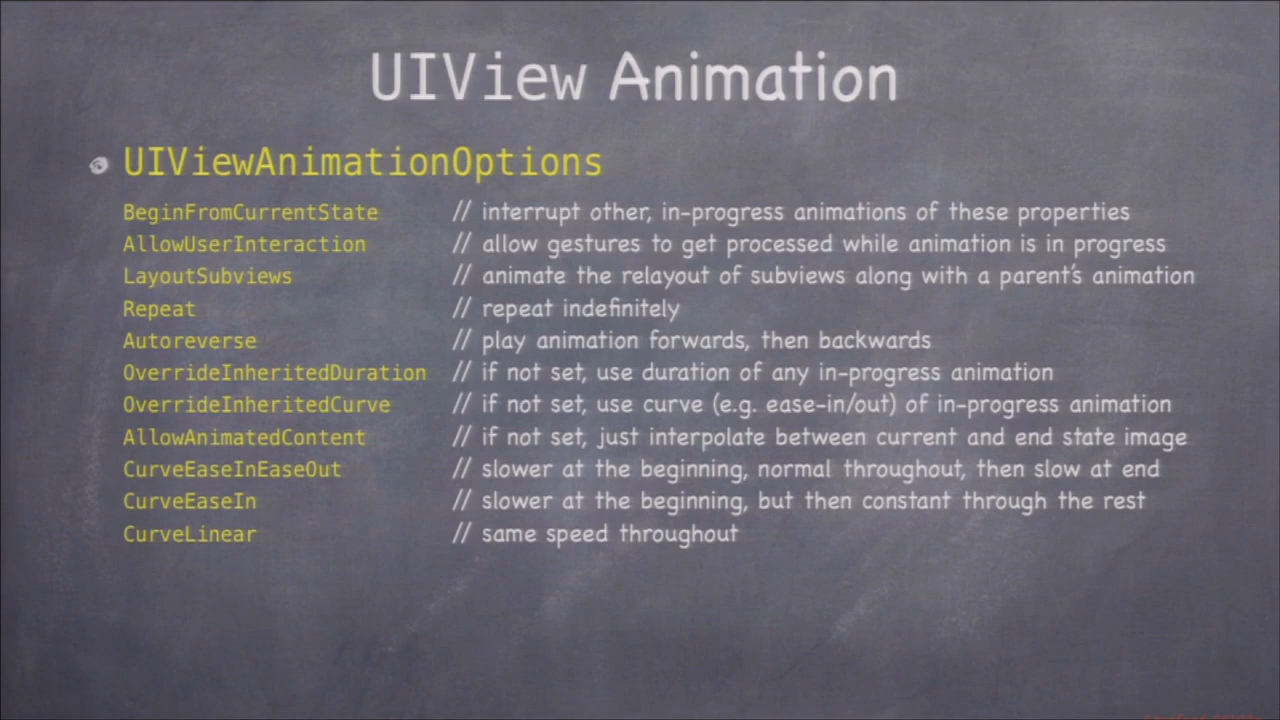 UIView Animation
UIViewAnimationOptions
BeginFromCurrentState // interrupt other, in-progress animations of these properties
AllowUserInteraction // allow gestures to get processed while animation is in progress
LayoutSubviews // animate the relayout of subviews along with a parent's animation
Repeat // repeat indefinitely
Autoreverse // play animation forwards, then backwards
OverrideInheritedDuration // if not set, use duration of any in-progress animation
OverrideInheritedCurve // if not set, use curve (e.g. ease-in/out) of in-progress animation
AllowAnimatedContent // if not set, just interpolate between current and end state image
CurveEaseInEaseOut // slower at the beginning, normal throughout, then slow at end
CurveEaseIn // slower at the beginning, but then constant through the rest
CurveLinear // same speed throughout